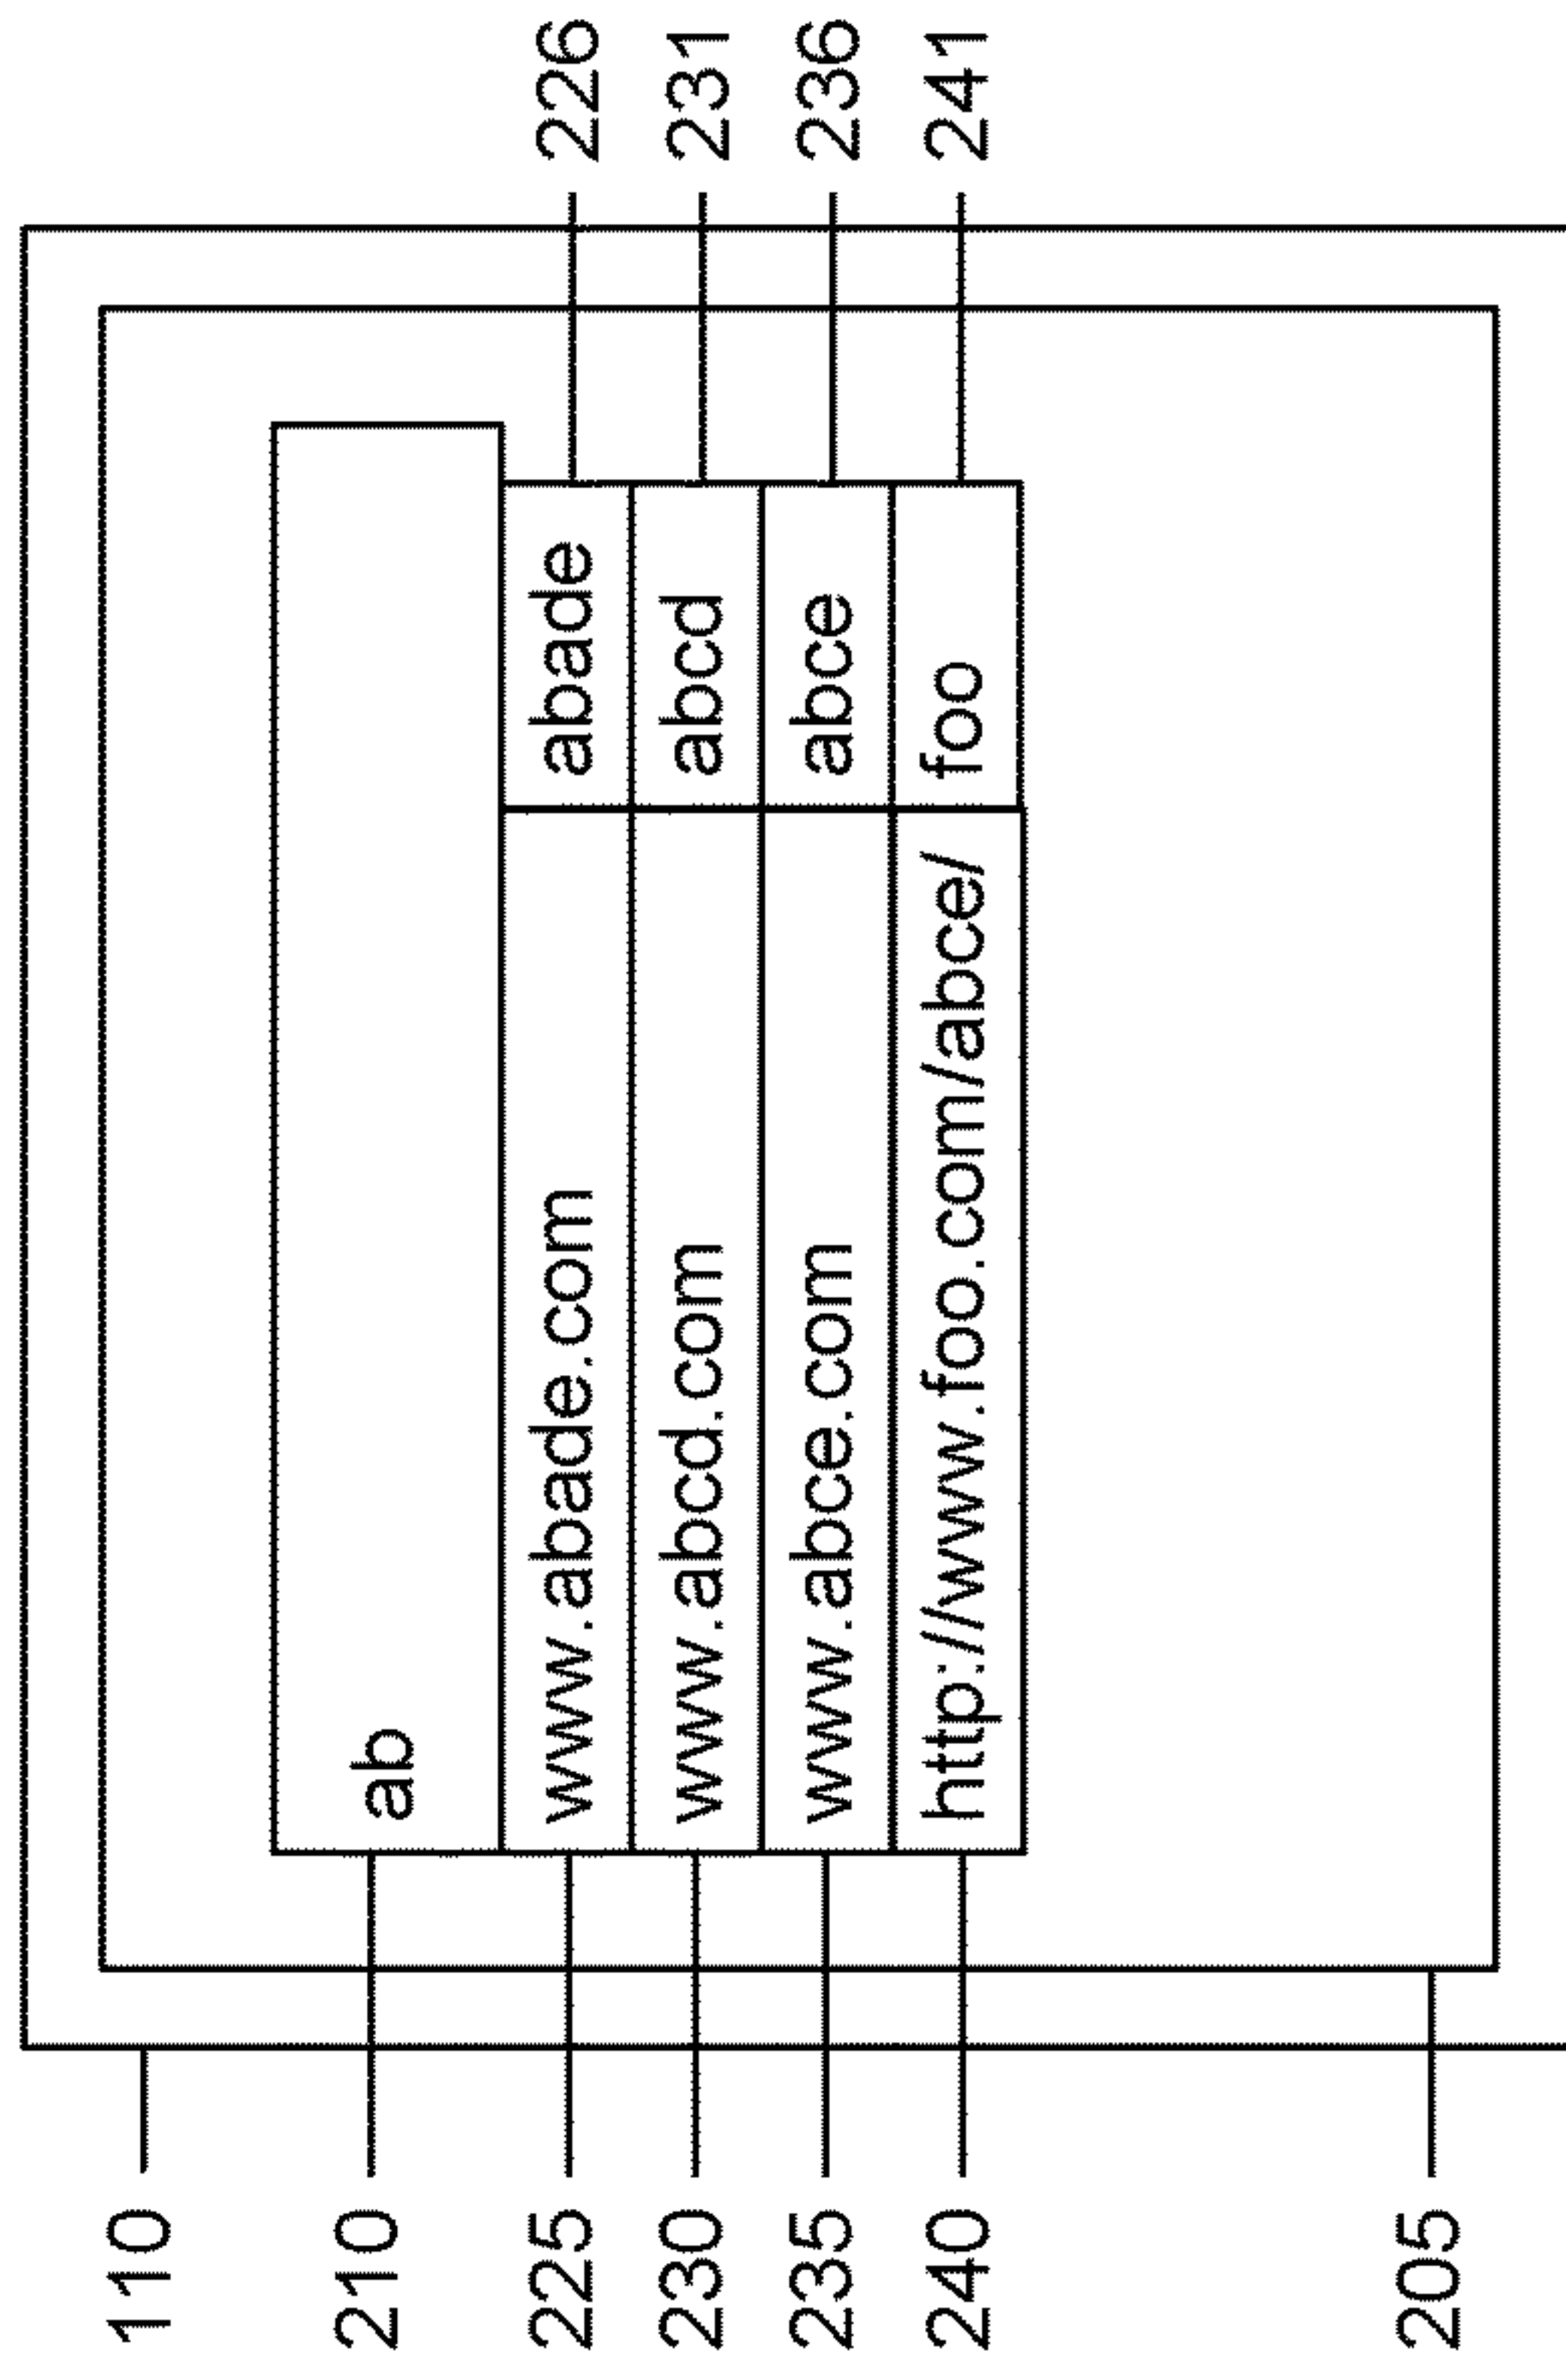 110
210 ab
225 www.abade.com abade 226
230 www.abcd.com abcd 231
235 www.abce.com abce 236
240 http://www.foo.com/abce/ foo 241
205